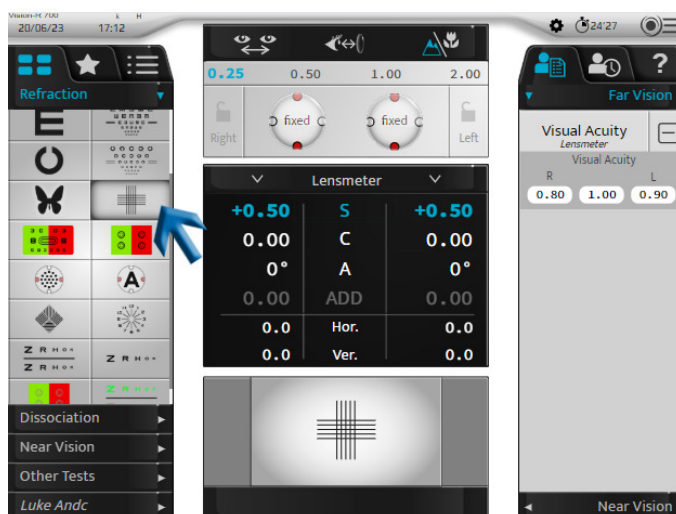 Vision-R 700
20/06/23 17:12
24'27
Refraction
E
A
Z R H O N
Z R H O N
Z R H O N
Dissociation
Near Vision
Other Tests
Luke Andc
0.25 0.50 1.00 2.00
fixed fixed
Right Left
Lensmeter
+0.50 S +0.50
0.00 C 0.00
0° A 0°
0.00 ADD 0.00
0.0 Hor. 0.0
0.0 Ver. 0.0
?
Far Vision
Visual Acuity
Lensmeter
Visual Acuity
R L
0.80 1.00 0.90
Near Vision